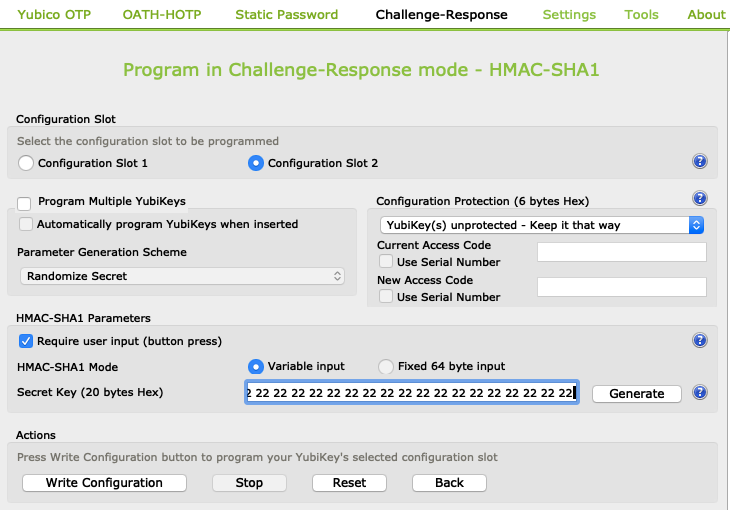 Yubico OTP OATH-HOTP Static Password Challenge-Response Settings Tools About
Program in Challenge-Response mode - HMAC-SHA1
Configuration Slot
Select the configuration slot to be programmed
Configuration Slot 1 Configuration Slot 2 ?
Program Multiple YubiKeys
Automatically program YubiKeys when inserted
Parameter Generation Scheme
Randomize Secret
Configuration Protection (6 bytes Hex) ?
YubiKey(s) unprotected - Keep it that way
Current Access Code
Use Serial Number
New Access Code
Use Serial Number
HMAC-SHA1 Parameters
Require user input (button press) ?
HMAC-SHA1 Mode Variable input Fixed 64 byte input
Secret Key (20 bytes Hex) 2 22 22 22 22 22 22 22 22 22 22 22 22 22 22 22 22 22 22 Generate ?
Actions
Press Write Configuration button to program your YubiKey's selected configuration slot
Write Configuration Stop Reset Back